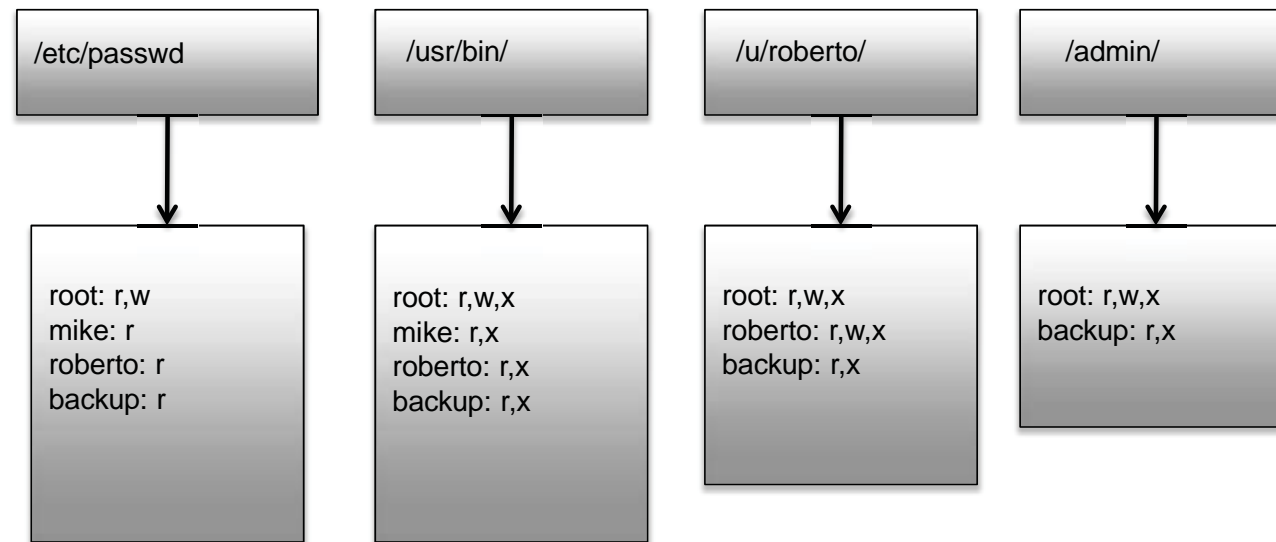 /etc/passwd
/usr/bin/
/u/roberto/
/admin/
root: r,w
mike: r
roberto: r
backup: r
root: r,w,x
mike: r,x
roberto: r,x
backup: r,x
root: r,w,x
roberto: r,w,x
backup: r,x
root: r,w,x
backup: r,x